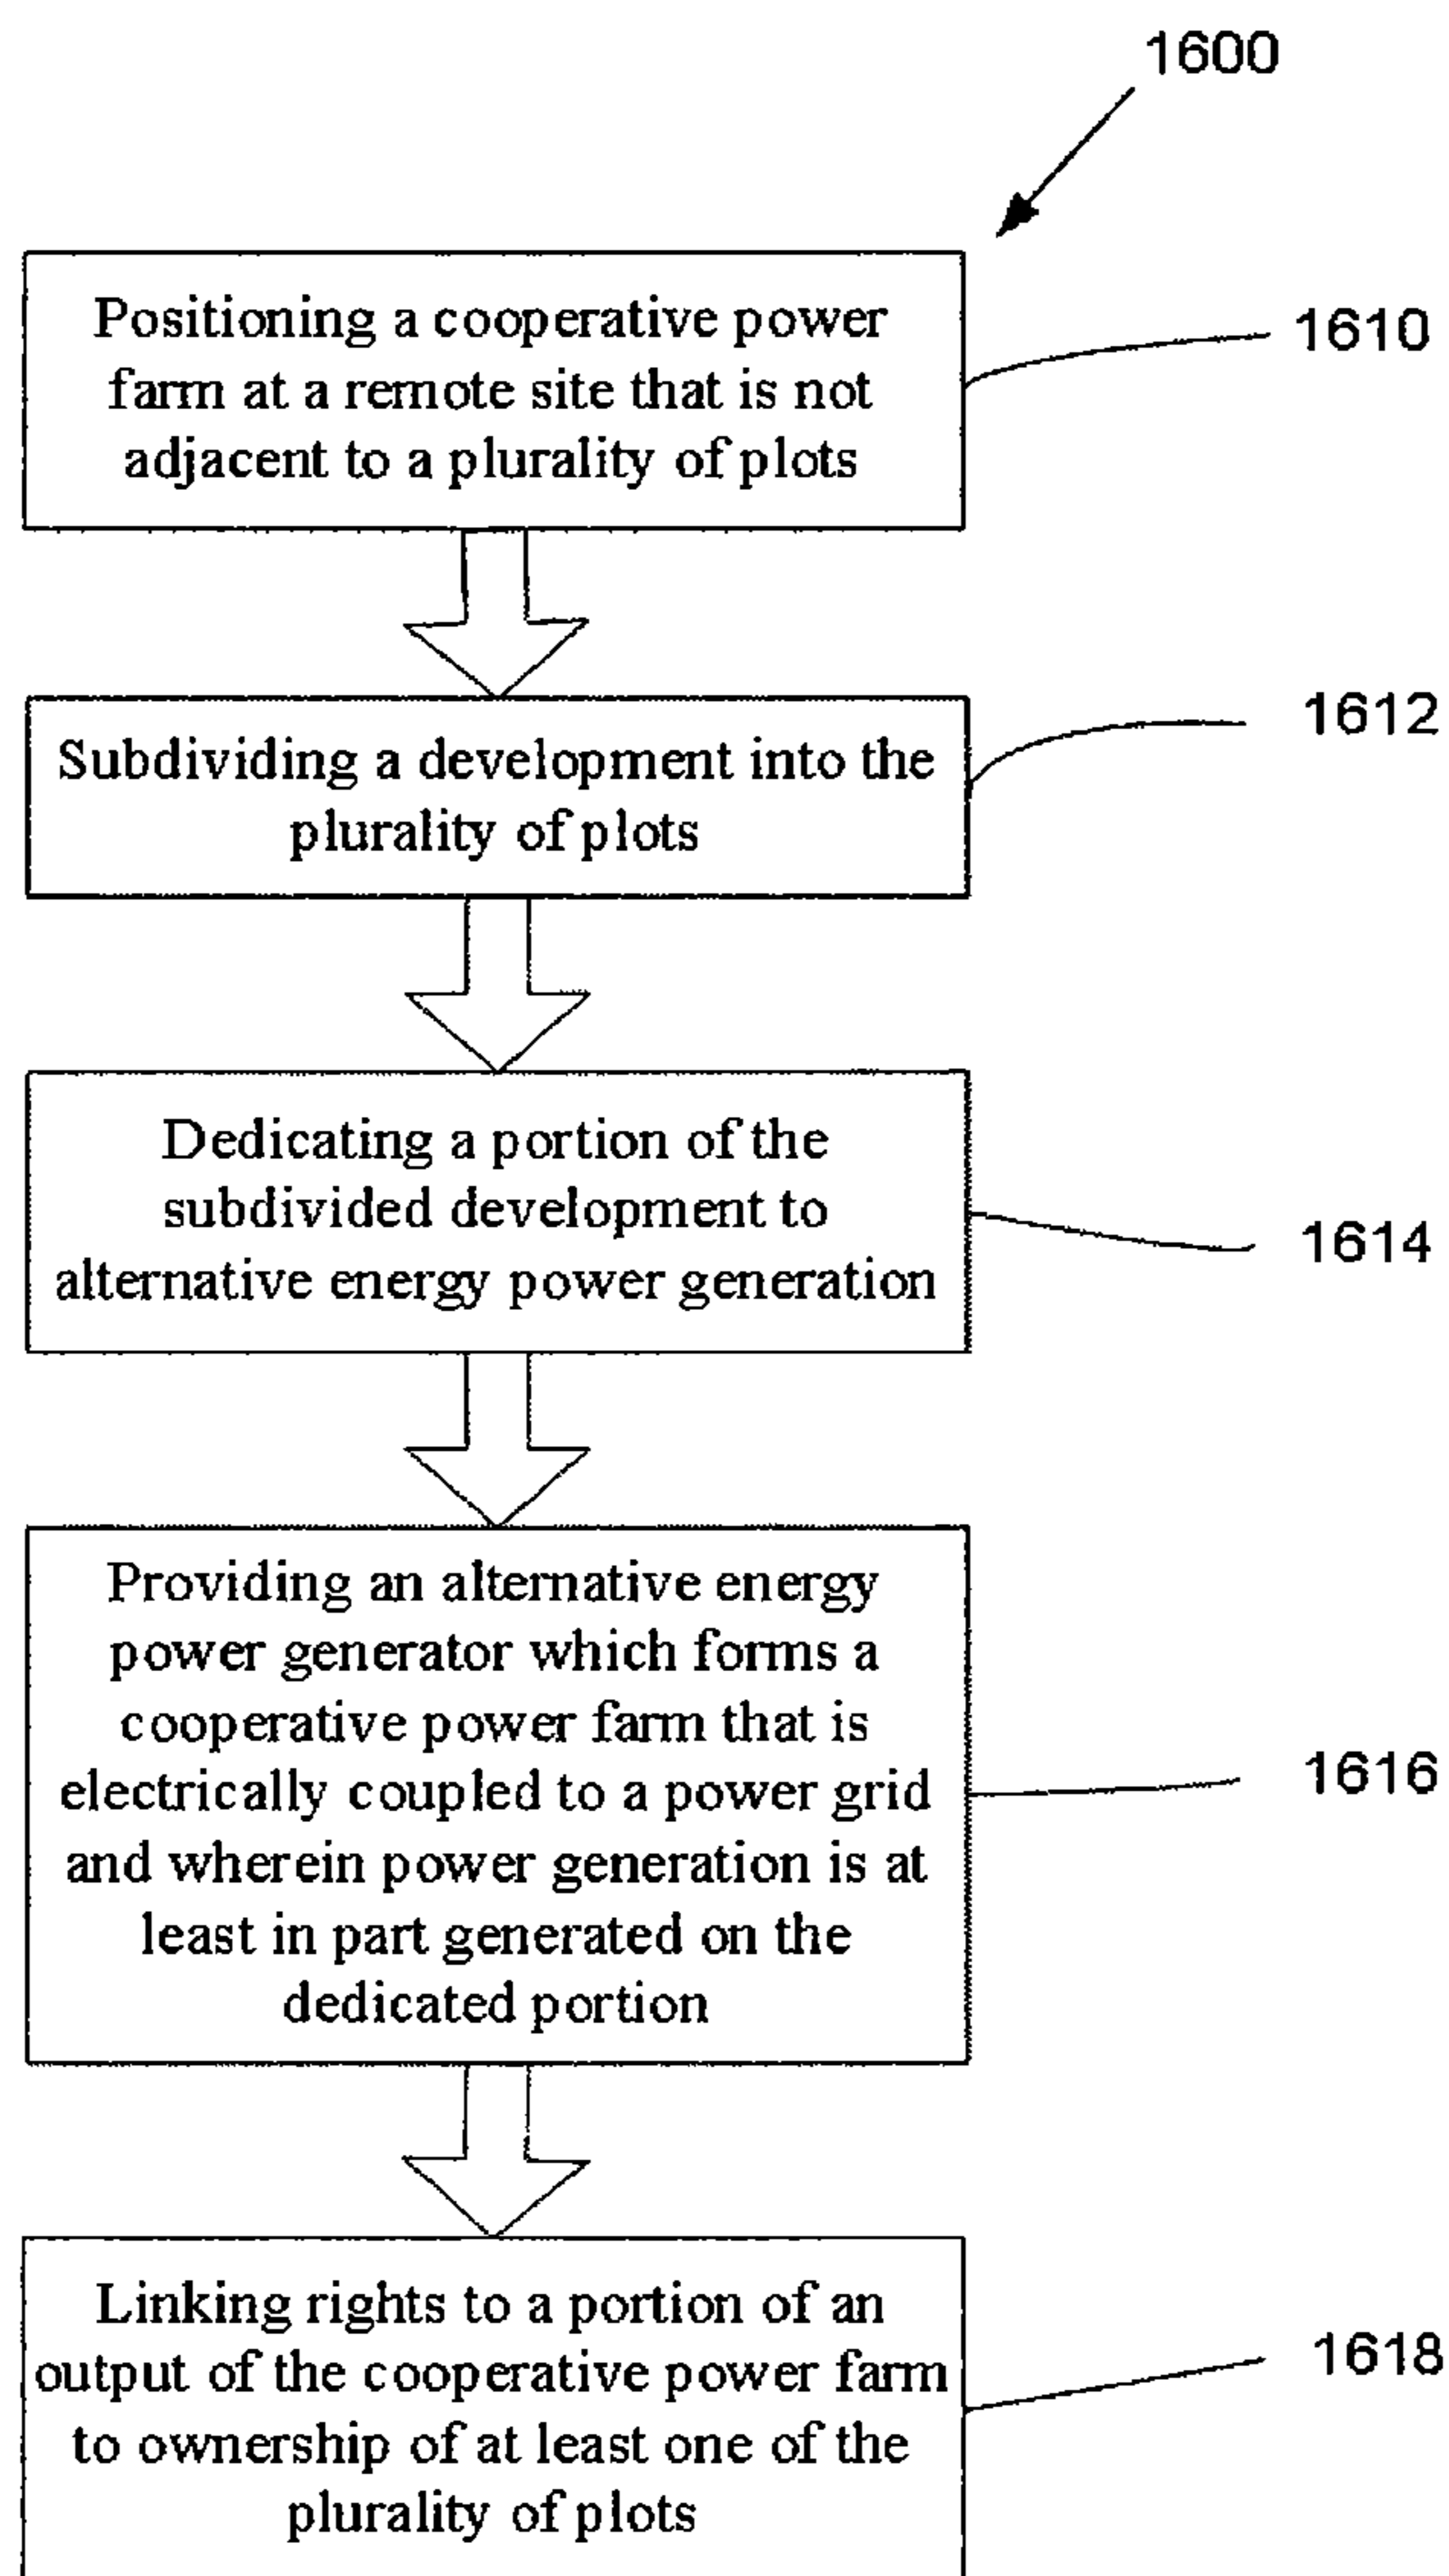 1600
Positioning a cooperative power
farm at a remote site that is not
adjacent to a plurality of plots
1610
Subdividing a development into the
plurality of plots
1612
Dedicating a portion of the
subdivided development to
alternative energy power generation
1614
Providing an alternative energy
power generator which forms a
cooperative power farm that is
electrically coupled to a power grid
and wherein power generation is at
least in part generated on the
dedicated portion
1616
Linking rights to a portion of an
output of the cooperative power farm
to ownership of at least one of the
plurality of plots
1618